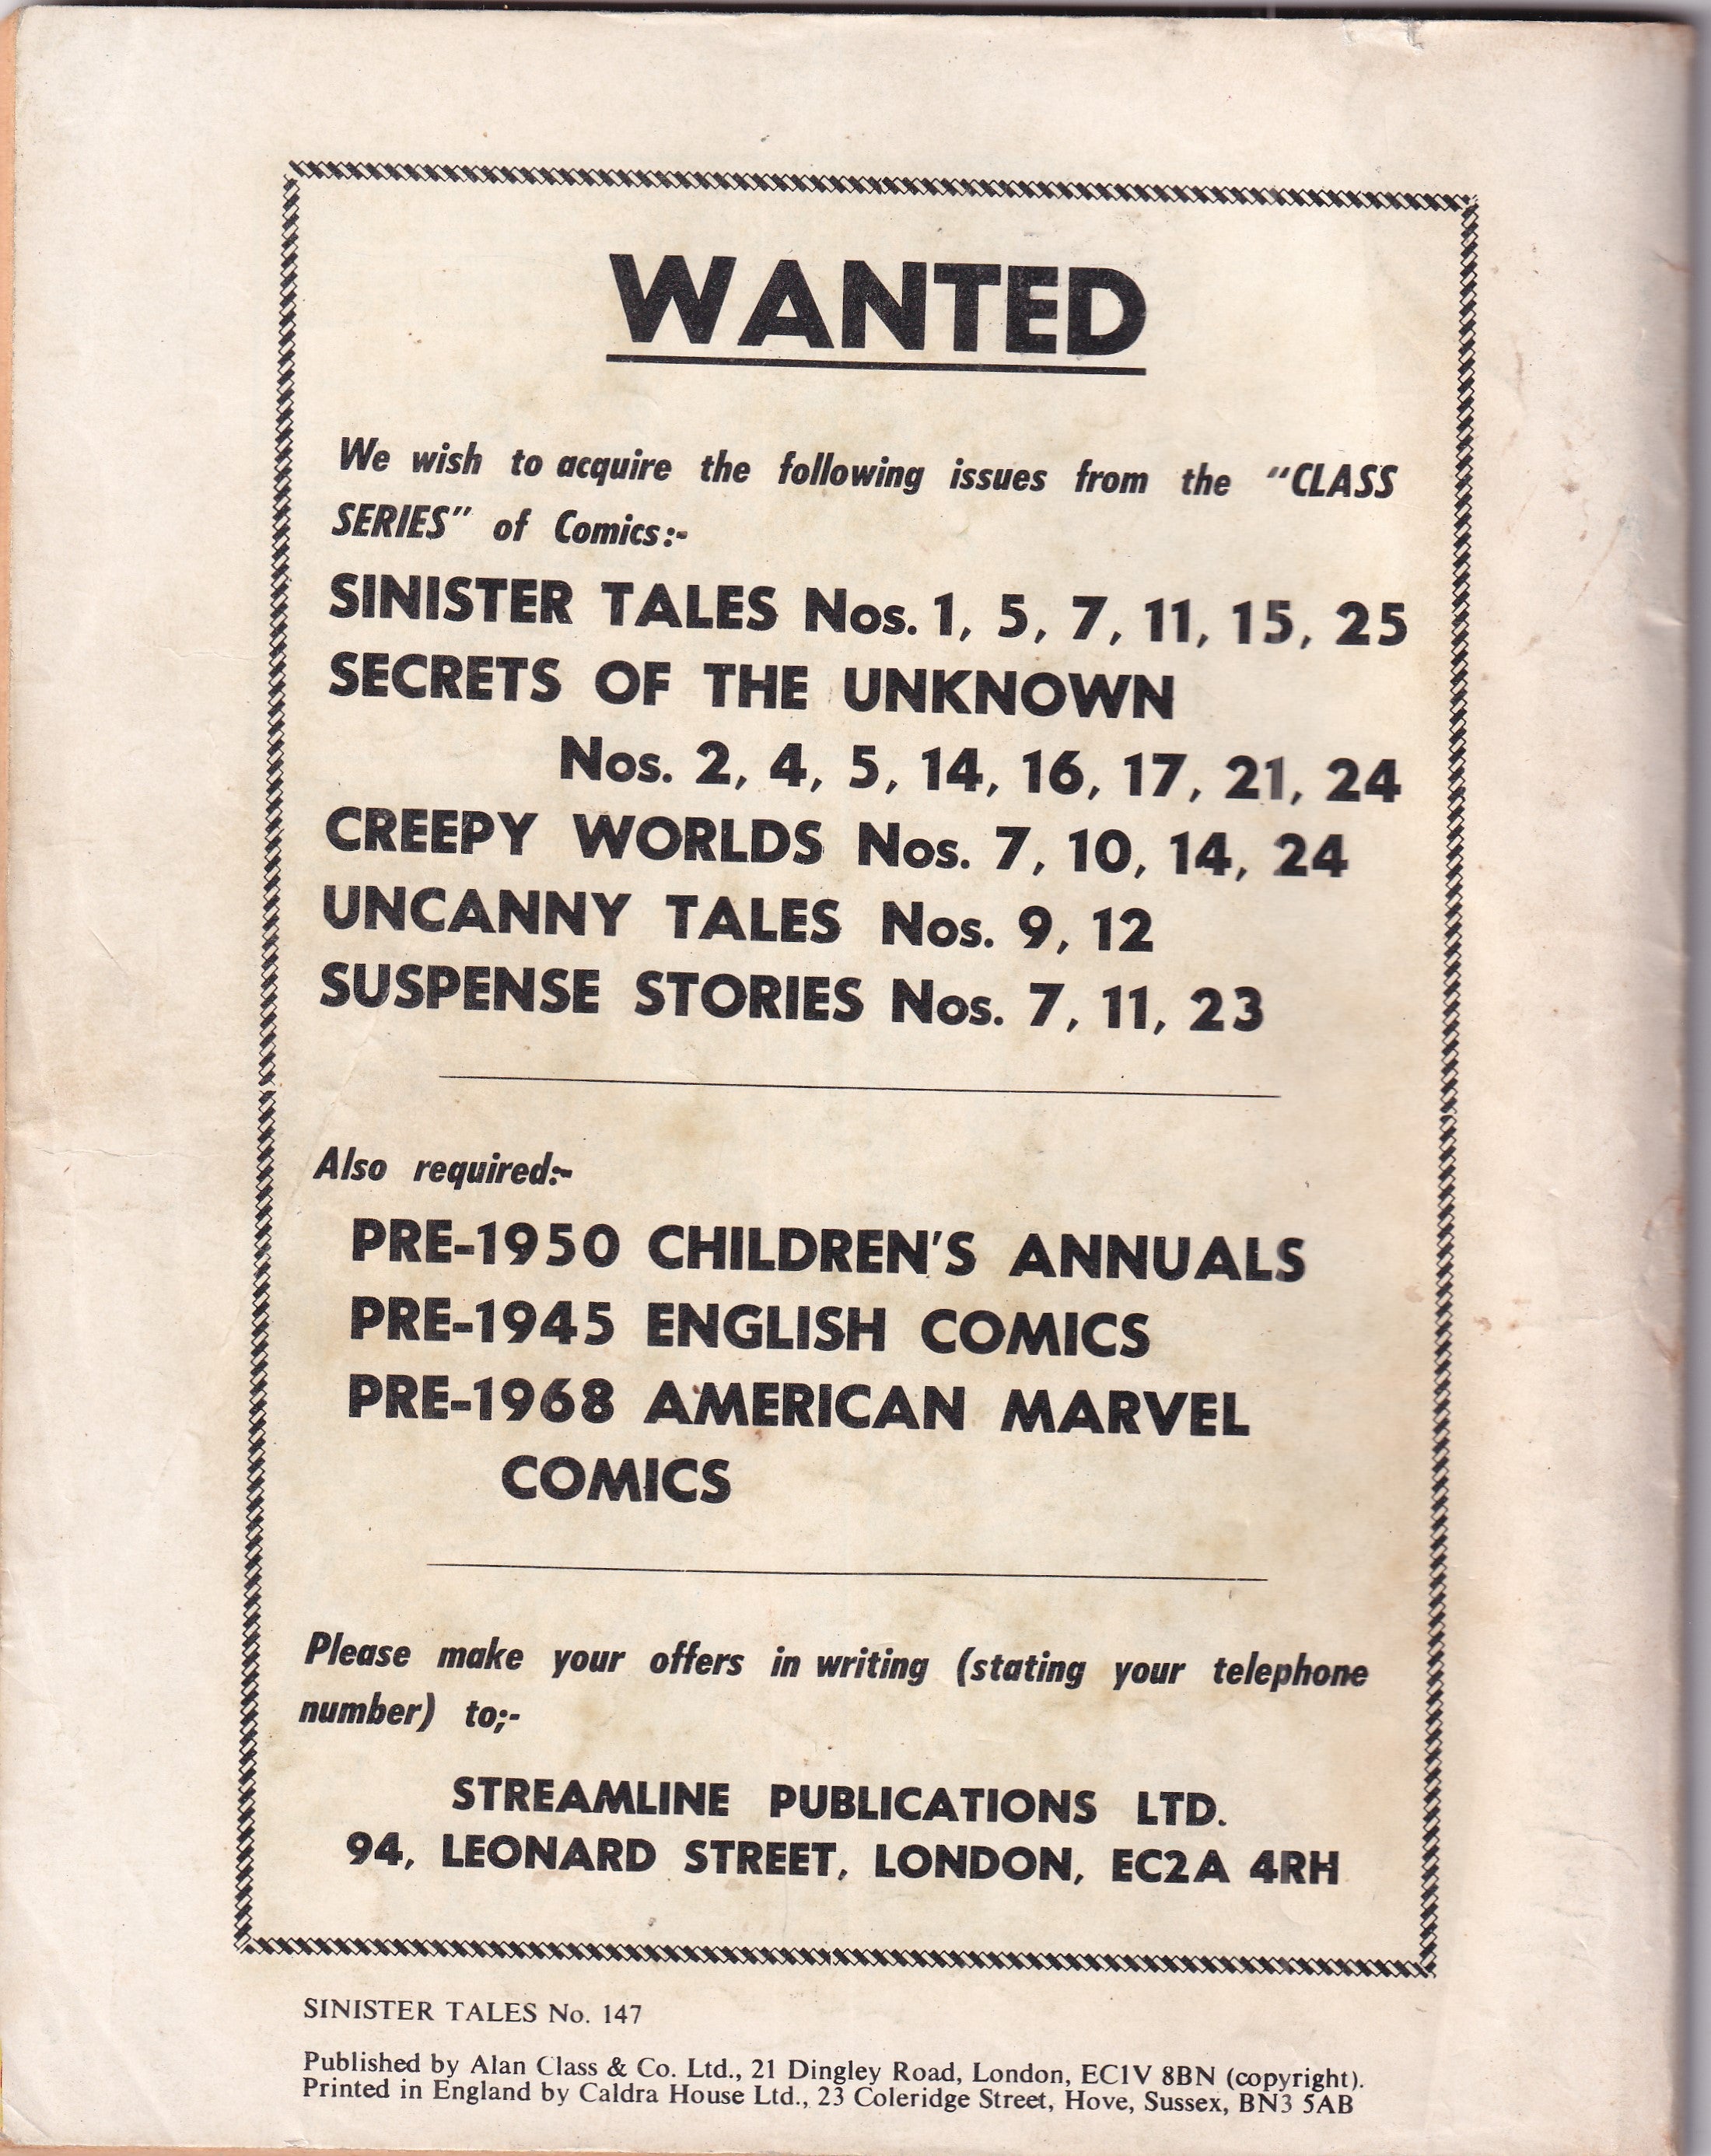 WANTED
We wish to acquire the following issues from the "CLASS
SERIES" of Comics:-
SINISTER TALES Nos. 1, 5, 7, 11, 15, 25
SECRETS OF THE UNKNOWN
Nos. 2, 4, 5, 14, 16, 17, 21, 24
CREEPY WORLDS Nos. 7, 10, 14, 24
UNCANNY TALES Nos. 9, 12
SUSPENSE STORIES Nos. 7, 11, 23
Also required:-
PRE-1950 CHILDREN'S ANNUALS
PRE-1945 ENGLISH COMICS
PRE-1968 AMERICAN MARVEL
COMICS
Please make your offers in writing (stating your telephone
number) to;-
STREAMLINE PUBLICATIONS LTD.
94, LEONARD STREET, LONDON, EC2A 4RH
SINISTER TALES No. 147
Published by Alan Class & Co. Ltd., 21 Dingley Road, London, EC1V 8BN (copyright).
Printed in England by Caldra House Ltd., 23 Coleridge Street, Hove, Sussex, BN3 5AB